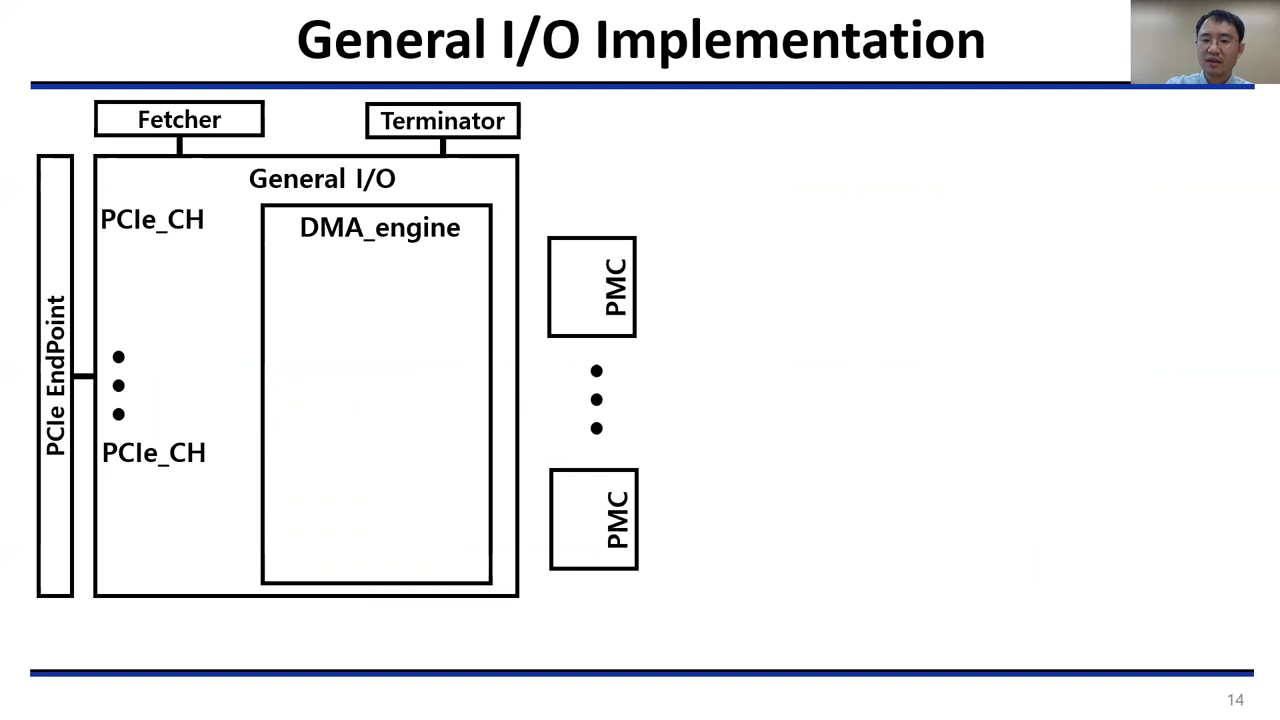 General I/O Implementation
Fetcher
Terminator
General I/O
PCIe_CH
DMA_engine
PCIe EndPoint
PMC
PCIe_CH
PMC
14